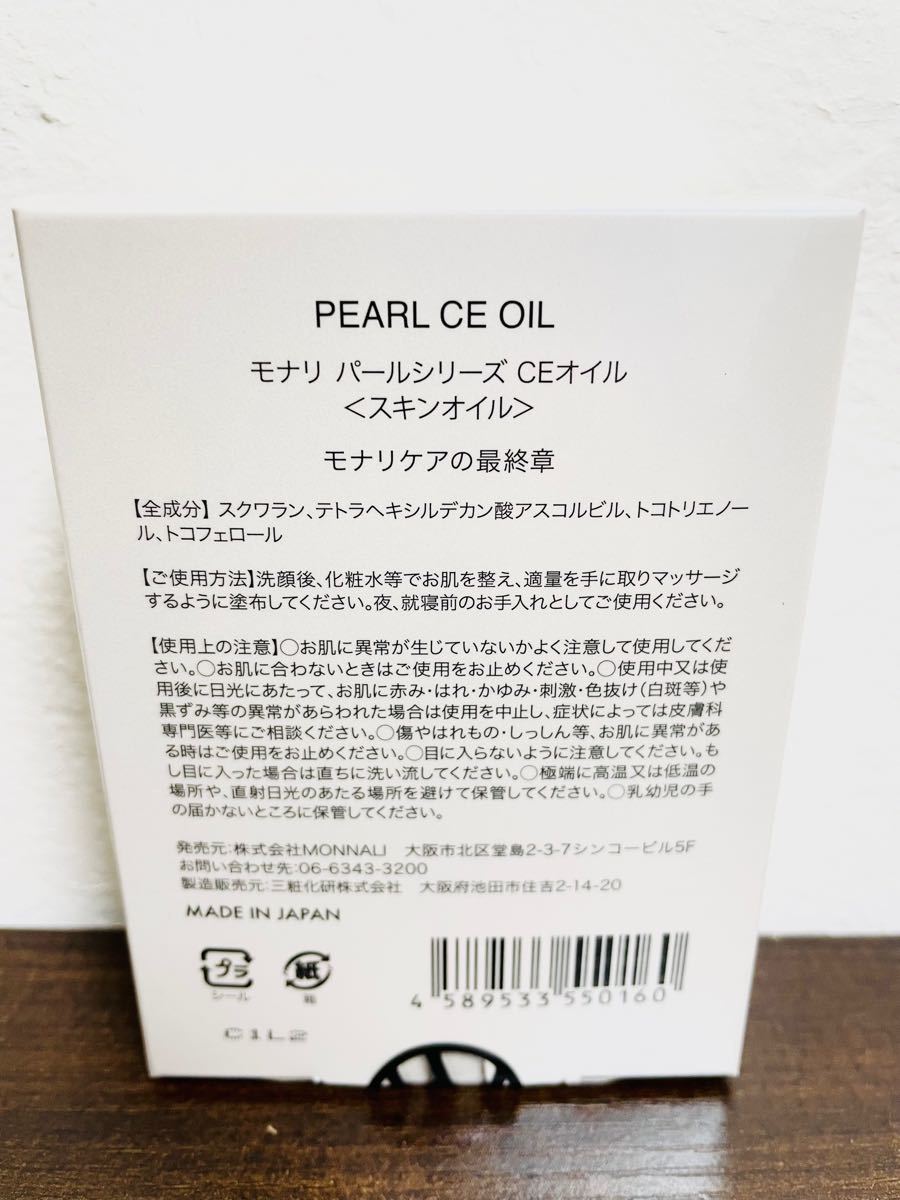 PEARL CE OIL
モナリ パールシリーズ CEオイル
＜スキンオイル＞
モナリケアの最終章
【全成分】スクワラン、テトラヘキシルデカン酸アスコルビル、トコトリエノー
ル、トコフェロール
【ご使用方法】洗顔後、化粧水等でお肌を整え、適量を手に取りマッサージ
するように塗布してください。夜、就寝前のお手入れとしてご使用ください。
【使用上の注意】○お肌に異常が生じていないかよく注意して使用してくだ
さい。○お肌に合わないときはご使用をお止めください。○使用中又は使
用後に日光にあたって、お肌に赤み・はれ・かゆみ・刺激・色抜け（白斑等）や
黒ずみ等の異常があらわれた場合は使用を中止し、症状によっては皮膚科
専門医等にご相談ください。○傷やはれもの・しっしん等、お肌に異常があ
る時はご使用をお止めください。○目に入らないように注意してください。も
し目に入った場合は直ちに洗い流してください。○極端に高温又は低温の
場所や、直射日光のあたる場所を避けて保管してください。○乳幼児の手
の届かないところに保管してください。
発売元：株式会社MONNALI 大阪市北区堂島2-3-7シンコービル5F
お問い合わせ先：06-6343-3200
製造販売元：三粧化研株式会社 大阪府池田市住吉2-14-20
MADE IN JAPAN
プラ 紙
シール 箱
4 589533 550160
C1L2